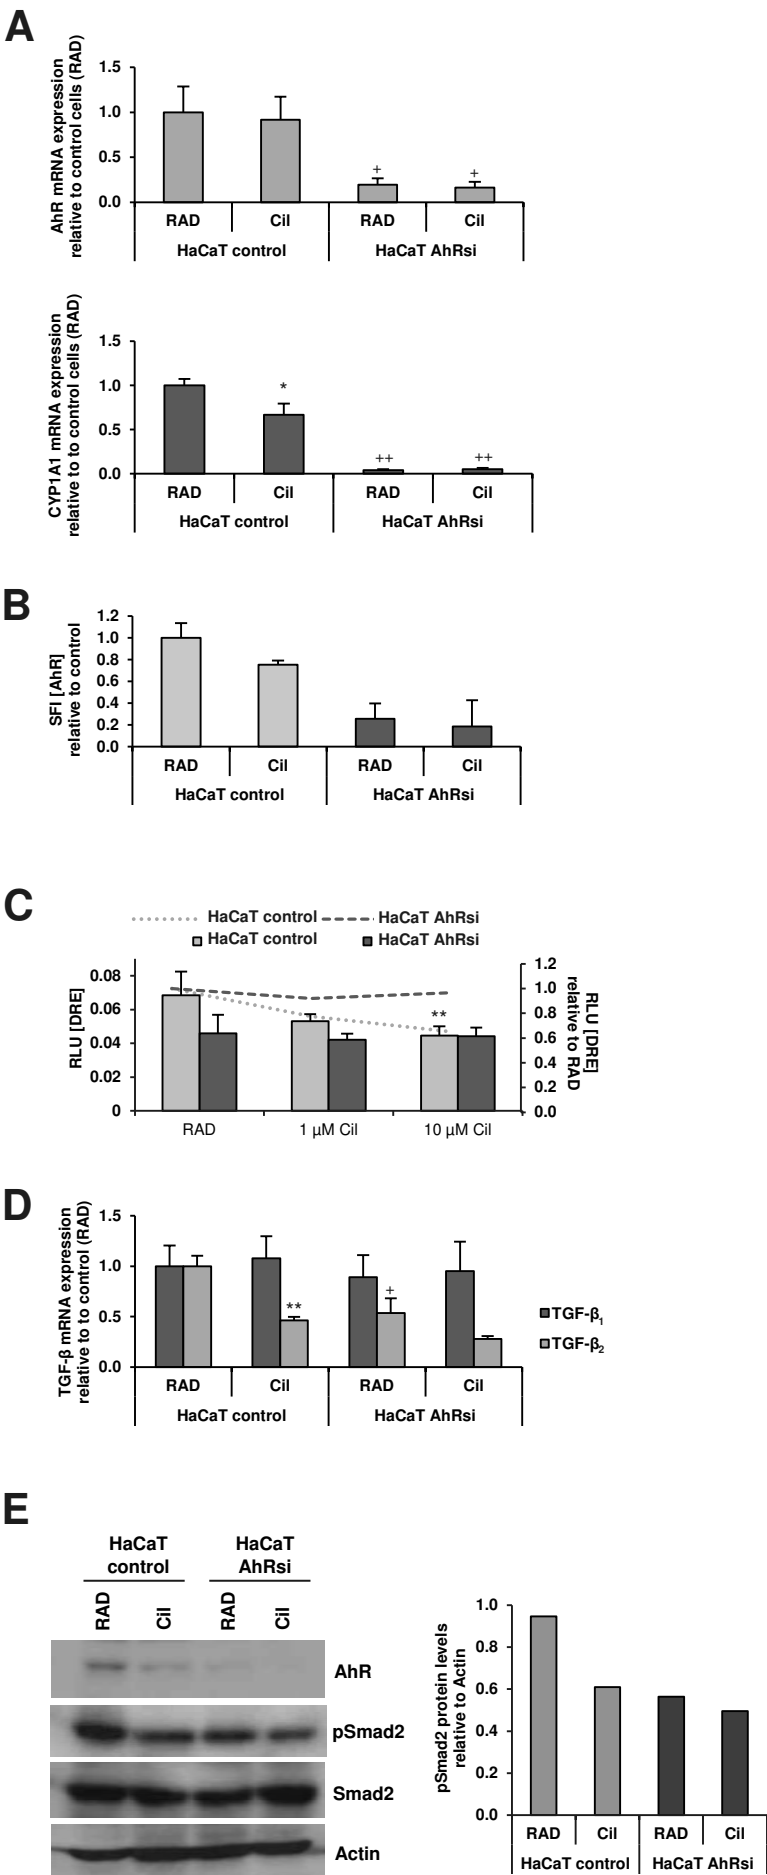 A
AhR mRNA expression
relative to control cells (RAD)
1.5
1.0
0.5
0.0
+
+
RAD
Cil
RAD
Cil
HaCaT control
HaCaT AhRsi
CYP1A1 mRNA expression
relative to to control cells (RAD)
1.5
1.0
0.5
0.0
*
++
++
RAD
Cil
RAD
Cil
HaCaT control
HaCaT AhRsi
B
SFI [AhR]
relative to control
1.2
1.0
0.8
0.6
0.4
0.2
0.0
RAD
Cil
RAD
Cil
HaCaT control
HaCaT AhRsi
C
HaCaT control
HaCaT AhRsi
HaCaT control
HaCaT AhRsi
RLU [DRE]
0.08
0.06
0.04
0.02
0
**
1.2
1.0
0.8
0.6
0.4
0.2
0.0
RLU [DRE]
relative to RAD
RAD
1 µM Cil
10 µM Cil
D
TGF-β mRNA expression
relative to to control (RAD)
1.5
1.0
0.5
0.0
**
+
RAD
Cil
RAD
Cil
HaCaT control
HaCaT AhRsi
TGF-β1
TGF-β2
E
HaCaT
control
HaCaT
AhRsi
RAD
Cil
RAD
Cil
AhR
pSmad2
Smad2
Actin
pSmad2 protein levels
relative to Actin
1.0
0.8
0.6
0.4
0.2
0.0
RAD
Cil
RAD
Cil
HaCaT control
HaCaT AhRsi